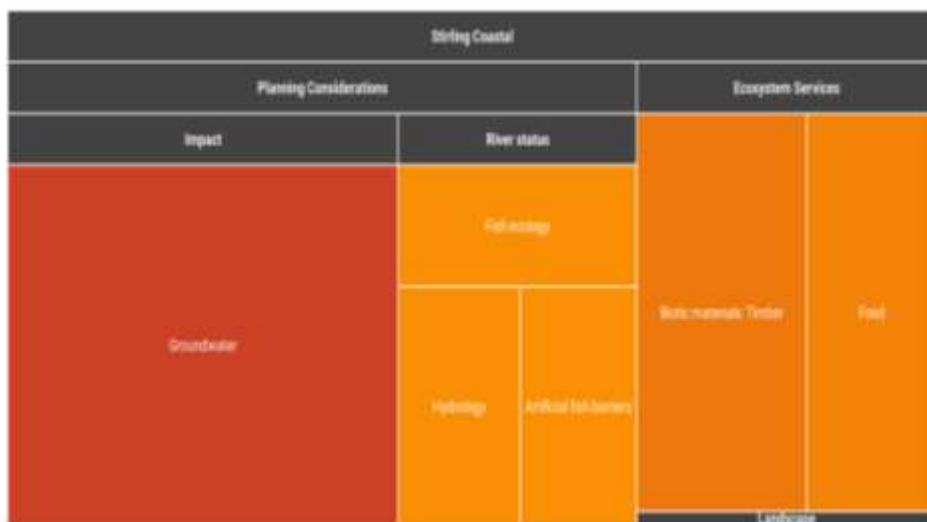 Stirling Coastal
Planning Considerations
Ecosystem Services
Impact
River status
Fish ecology
Biotic materials: Timber
Food
Groundwater
Hydrology
Artificial fish barriers
Landscape